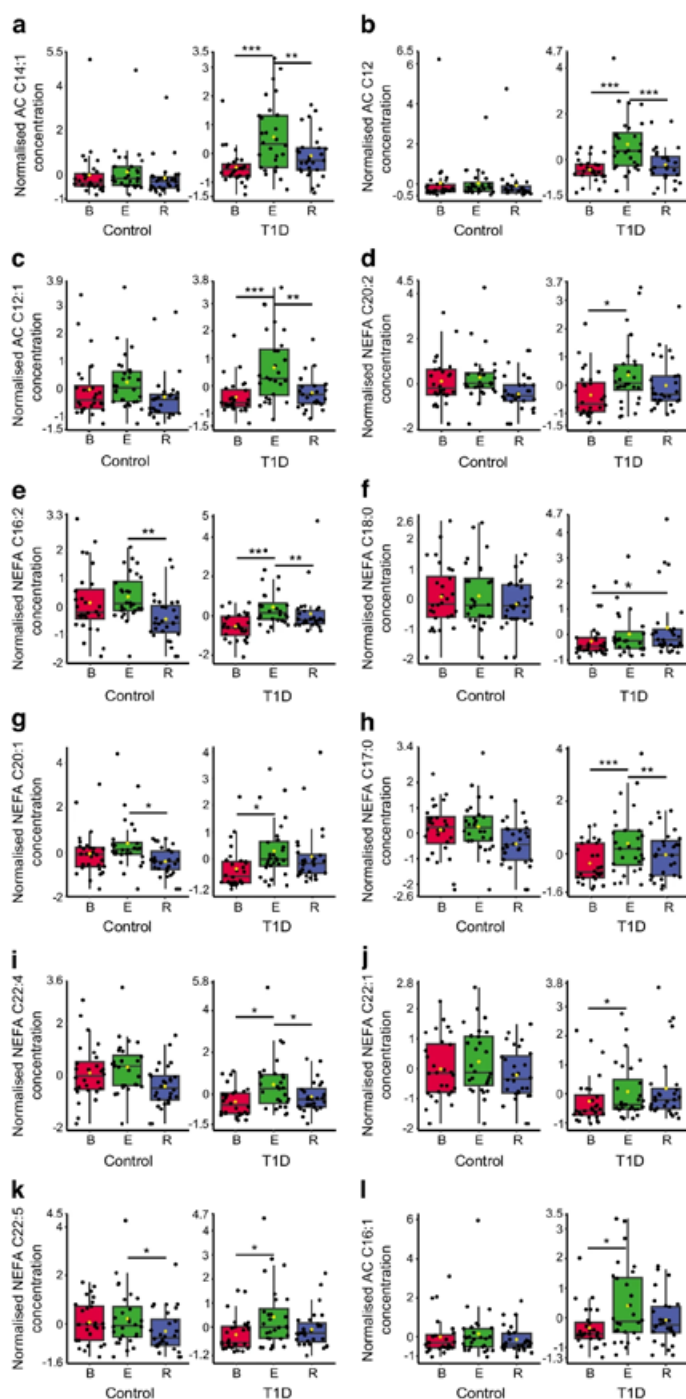 a
Normalised AC C14:1
concentration
5.5 4 2 0 -1
B E R
Control
3.5 2 1 0 -1.5
*** **
B E R
T1D
b
Normalised AC C12
concentration
6.5 4 2 0 -0.5
B E R
Control
4.7 2 0 -1.5
*** ***
B E R
T1D
c
Normalised AC C12:1
concentration
3.9 2 1 0 -1 -1.5
B E R
Control
3.8 2 1 0 -1.5
*** **
B E R
T1D
d
Normalised NEFA C20:2
concentration
4.5 2 0 -2
B E R
Control
3.7 2 1 0 -1.5
*
B E R
T1D
e
Normalised NEFA C16:2
concentration
3.3 2 1 0 -1 -2
**
B E R
Control
5 2 0 -2
*** **
B E R
T1D
f
Normalised NEFA C18:0
concentration
2.6 2 1 0 -1 -2
B E R
Control
4.7 2 1 0 -1
*
B E R
T1D
g
Normalised NEFA C20:1
concentration
4 2 0 -2
*
B E R
Control
4 2 1 0 -1.2
*
B E R
T1D
h
Normalised NEFA C17:0
concentration
3.4 2 1 0 -1 -2 -2.6
B E R
Control
4 2 1 0 -1.6
*** **
B E R
T1D
i
Normalised NEFA C22:4
concentration
3.6 2 0 -2
B E R
Control
5.8 4 2 0 -1.5
* *
B E R
T1D
j
Normalised NEFA C22:1
concentration
2.8 2 1 0 -1 -2
B E R
Control
3.8 2 1 0 -1
*
B E R
T1D
k
Normalised NEFA C22:5
concentration
4.5 2 0 -1.6
*
B E R
Control
4.7 2 0 -1.2
*
B E R
T1D
l
Normalised AC C16:1
concentration
6 4 2 0 -1
B E R
Control
3.5 2 1 0 -1.3
*
B E R
T1D